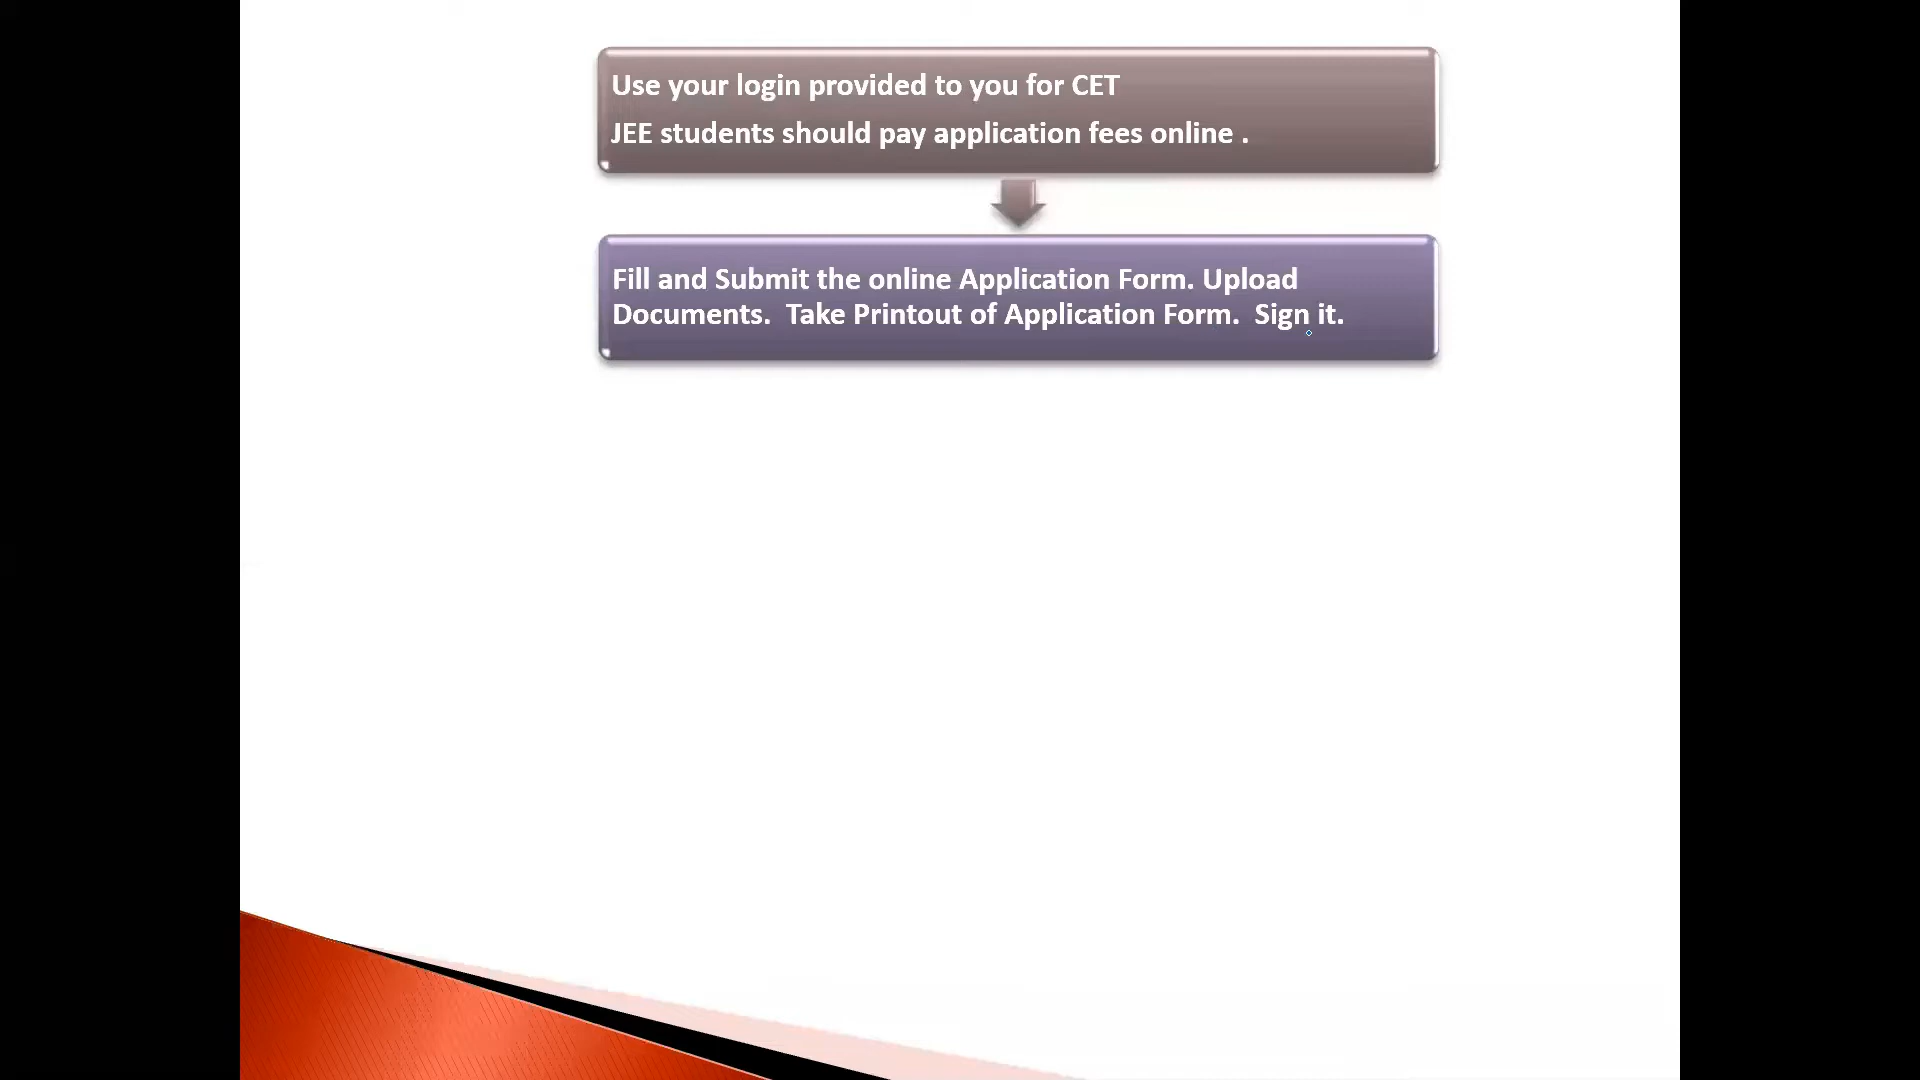 Use your login provided to you for CET
JEE students should pay application fees online .
Fill and Submit the online Application Form. Upload
Documents.  Take Printout of Application Form.  Sign it.